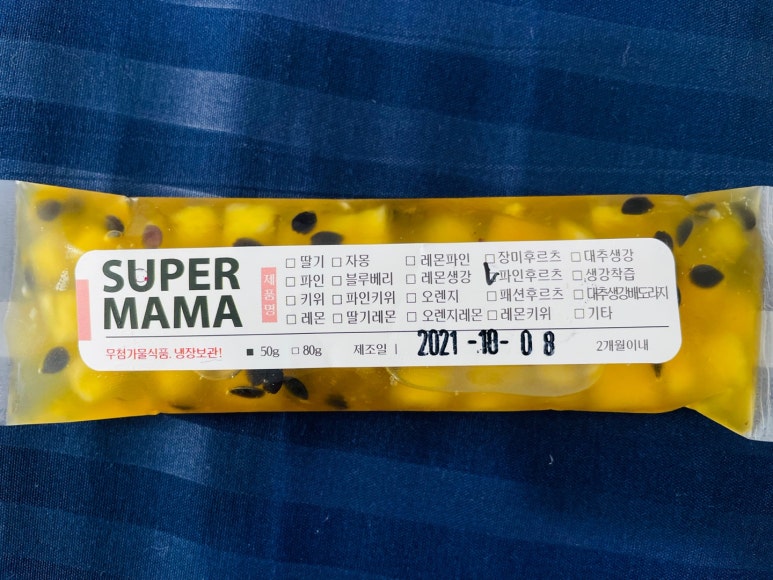 SUPER
MAMA
제품명
□ 딸기 □ 자몽 □ 레몬파인 □ 장미후르츠 □ 대추생강
□ 파인 □ 블루베리 □ 레몬생강 ☑ 파인후르츠 □ 생강착즙
□ 키위 □ 파인키위 □ 오렌지 □ 패션후르츠 □ 대추생강배도라지
□ 레몬 □ 딸기레몬 □ 오렌지레몬 □ 레몬키위 □ 기타
무첨가물식품. 냉장보관! ■ 50g □ 80g 제조일 | 2021-10-08 2개월이내